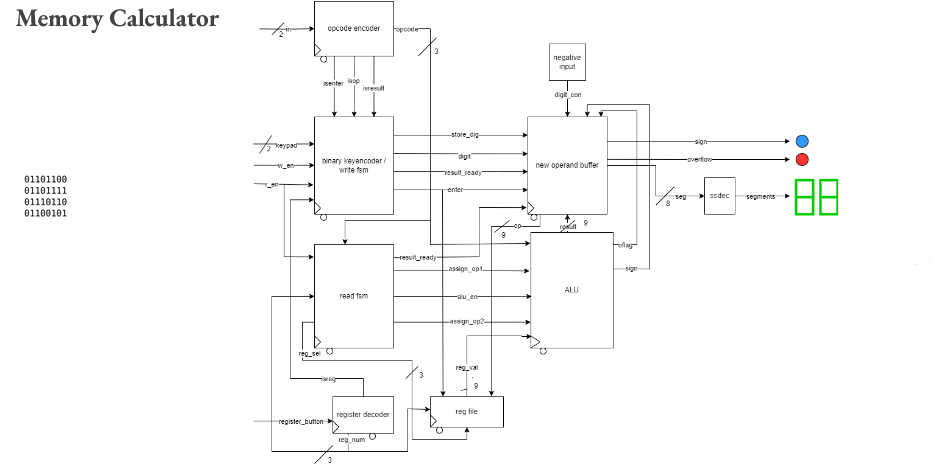 Memory Calculator
in
2
opcode encoder
opcode
3
isenter
isop
isresult
negative
input
digit_con
keypad
2
w_en
r_en
binary keyencoder /
write fsm
store_dig
digit
result_ready
enter
new operand buffer
sign
overflow
seg
8
ssdec
segments
01101100
01101111
01110110
01100101
op
9
result
9
oflag
sign
read fsm
result_ready
assign_op1
alu_en
assign_op2
ALU
reg_sel
3
isreg
reg_val
9
register_button
register decoder
reg_num
3
reg file